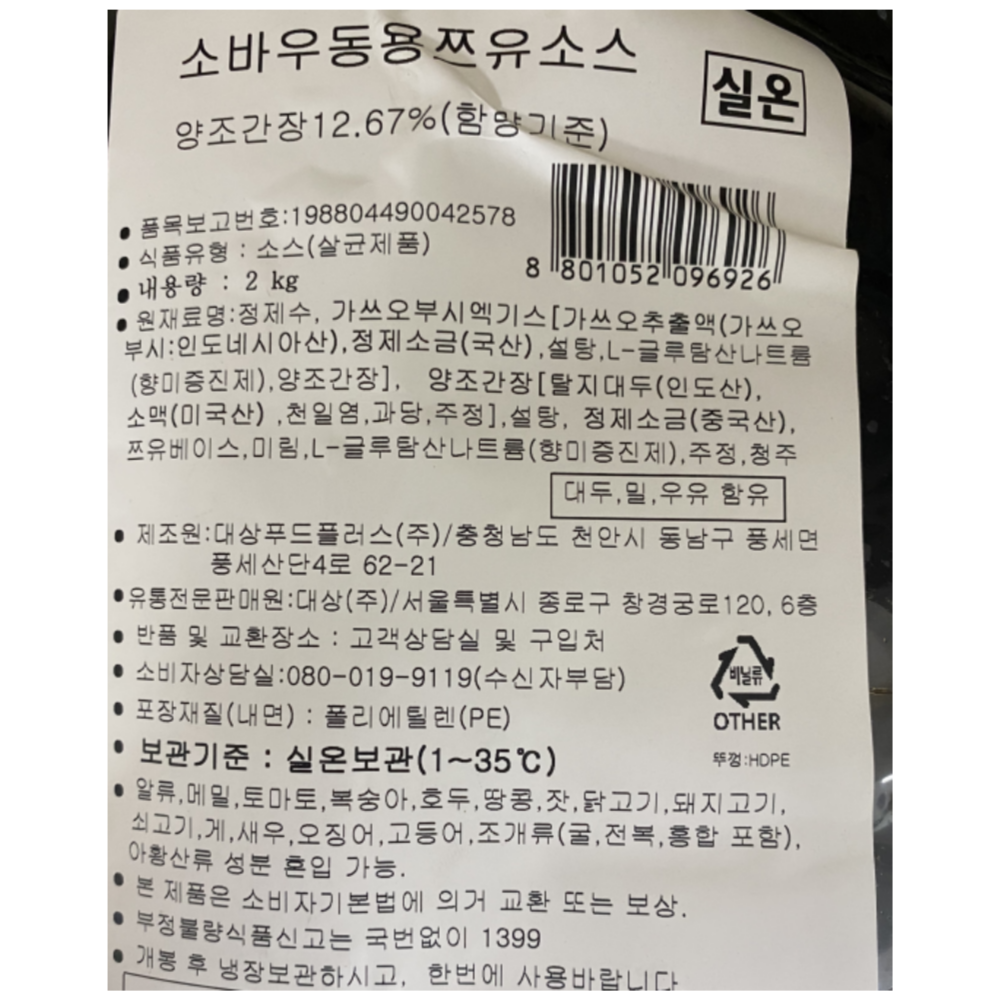 소바우동용쯔유소스
실온
양조간장12.67%(함량기준)
• 품목보고번호:198804490042578
• 식품유형 : 소스(살균제품)
• 내용량 : 2 kg
8 801052 096926
• 원재료명:정제수, 가쓰오부시엑기스[가쓰오추출액(가쓰오
부시:인도네시아산),정제소금(국산),설탕,L-글루탐산나트륨
(향미증진제),양조간장], 양조간장[탈지대두(인도산),
소맥(미국산) ,천일염,과당,주정],설탕, 정제소금(중국산),
쯔유베이스,미림,L-글루탐산나트륨(향미증진제),주정,청주
대두,밀,우유 함유
• 제조원:대상푸드플러스(주)/충청남도 천안시 동남구 풍세면
풍세산단4로 62-21
• 유통전문판매원:대상(주)/서울특별시 종로구 창경궁로120, 6층
• 반품 및 교환장소 : 고객상담실 및 구입처
• 소비자상담실:080-019-9119(수신자부담)
• 포장재질(내면) : 폴리에틸렌(PE)
비닐류
OTHER
뚜껑:HDPE
• 보관기준 : 실온보관(1~35℃)
• 알류,메밀,토마토,복숭아,호두,땅콩,잣,닭고기,돼지고기,
쇠고기,게,새우,오징어,고등어,조개류(굴,전복,홍합 포함),
아황산류 성분 혼입 가능.
• 본 제품은 소비자기본법에 의거 교환 또는 보상.
• 부정불량식품신고는 국번없이 1399
• 개봉 후 냉장보관하시고, 한번에 사용바랍니다